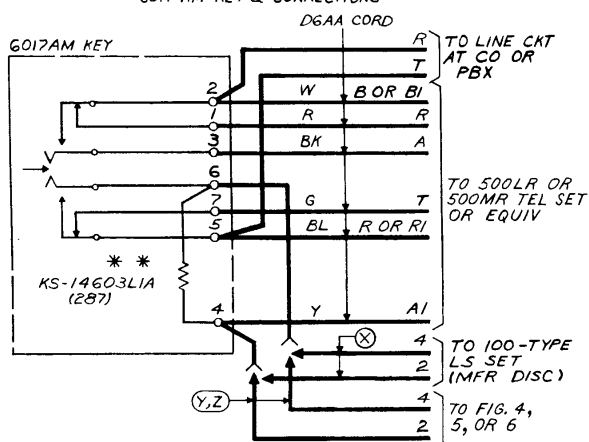 D6AA CORD
6017AM KEY
R TO LINE CKT
T AT CO OR
PBX
2 W B OR B1
1 R R
3 BK A
6
7 G T
5 BL R OR R1
TO 500LR OR
500MR TEL SET
OR EQUIV
* *
KS-14603L1A
(287)
4 Y A1
X
4 TO 100-TYPE
2 LS SET
(MFR DISC)
Y,Z
4 TO FIG. 4,
2 5, OR 6